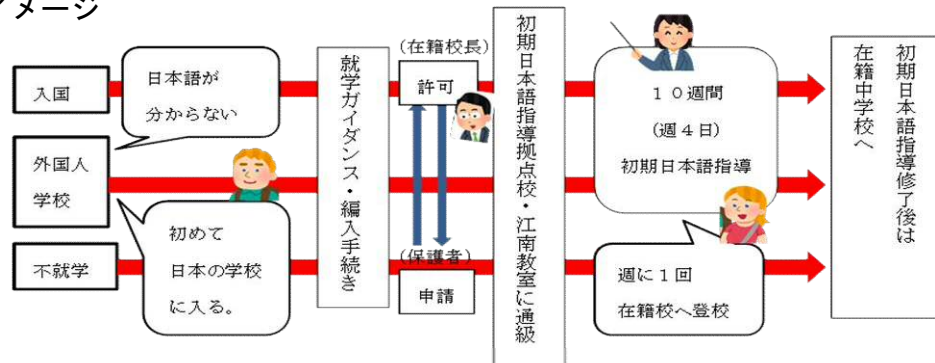 イメージ
入国
日本語が
分からない
外国人
学校
初めて
日本の学校
に入る。
不就学
就学ガイダンス・編入手続き
(在籍校長)
許可
(保護者)
申請
初期日本語指導拠点校・江南教室に通級
１０週間
(週４日)
初期日本語指導
週に１回
在籍校へ登校
初期日本語指導修了後は
在籍中学校へ